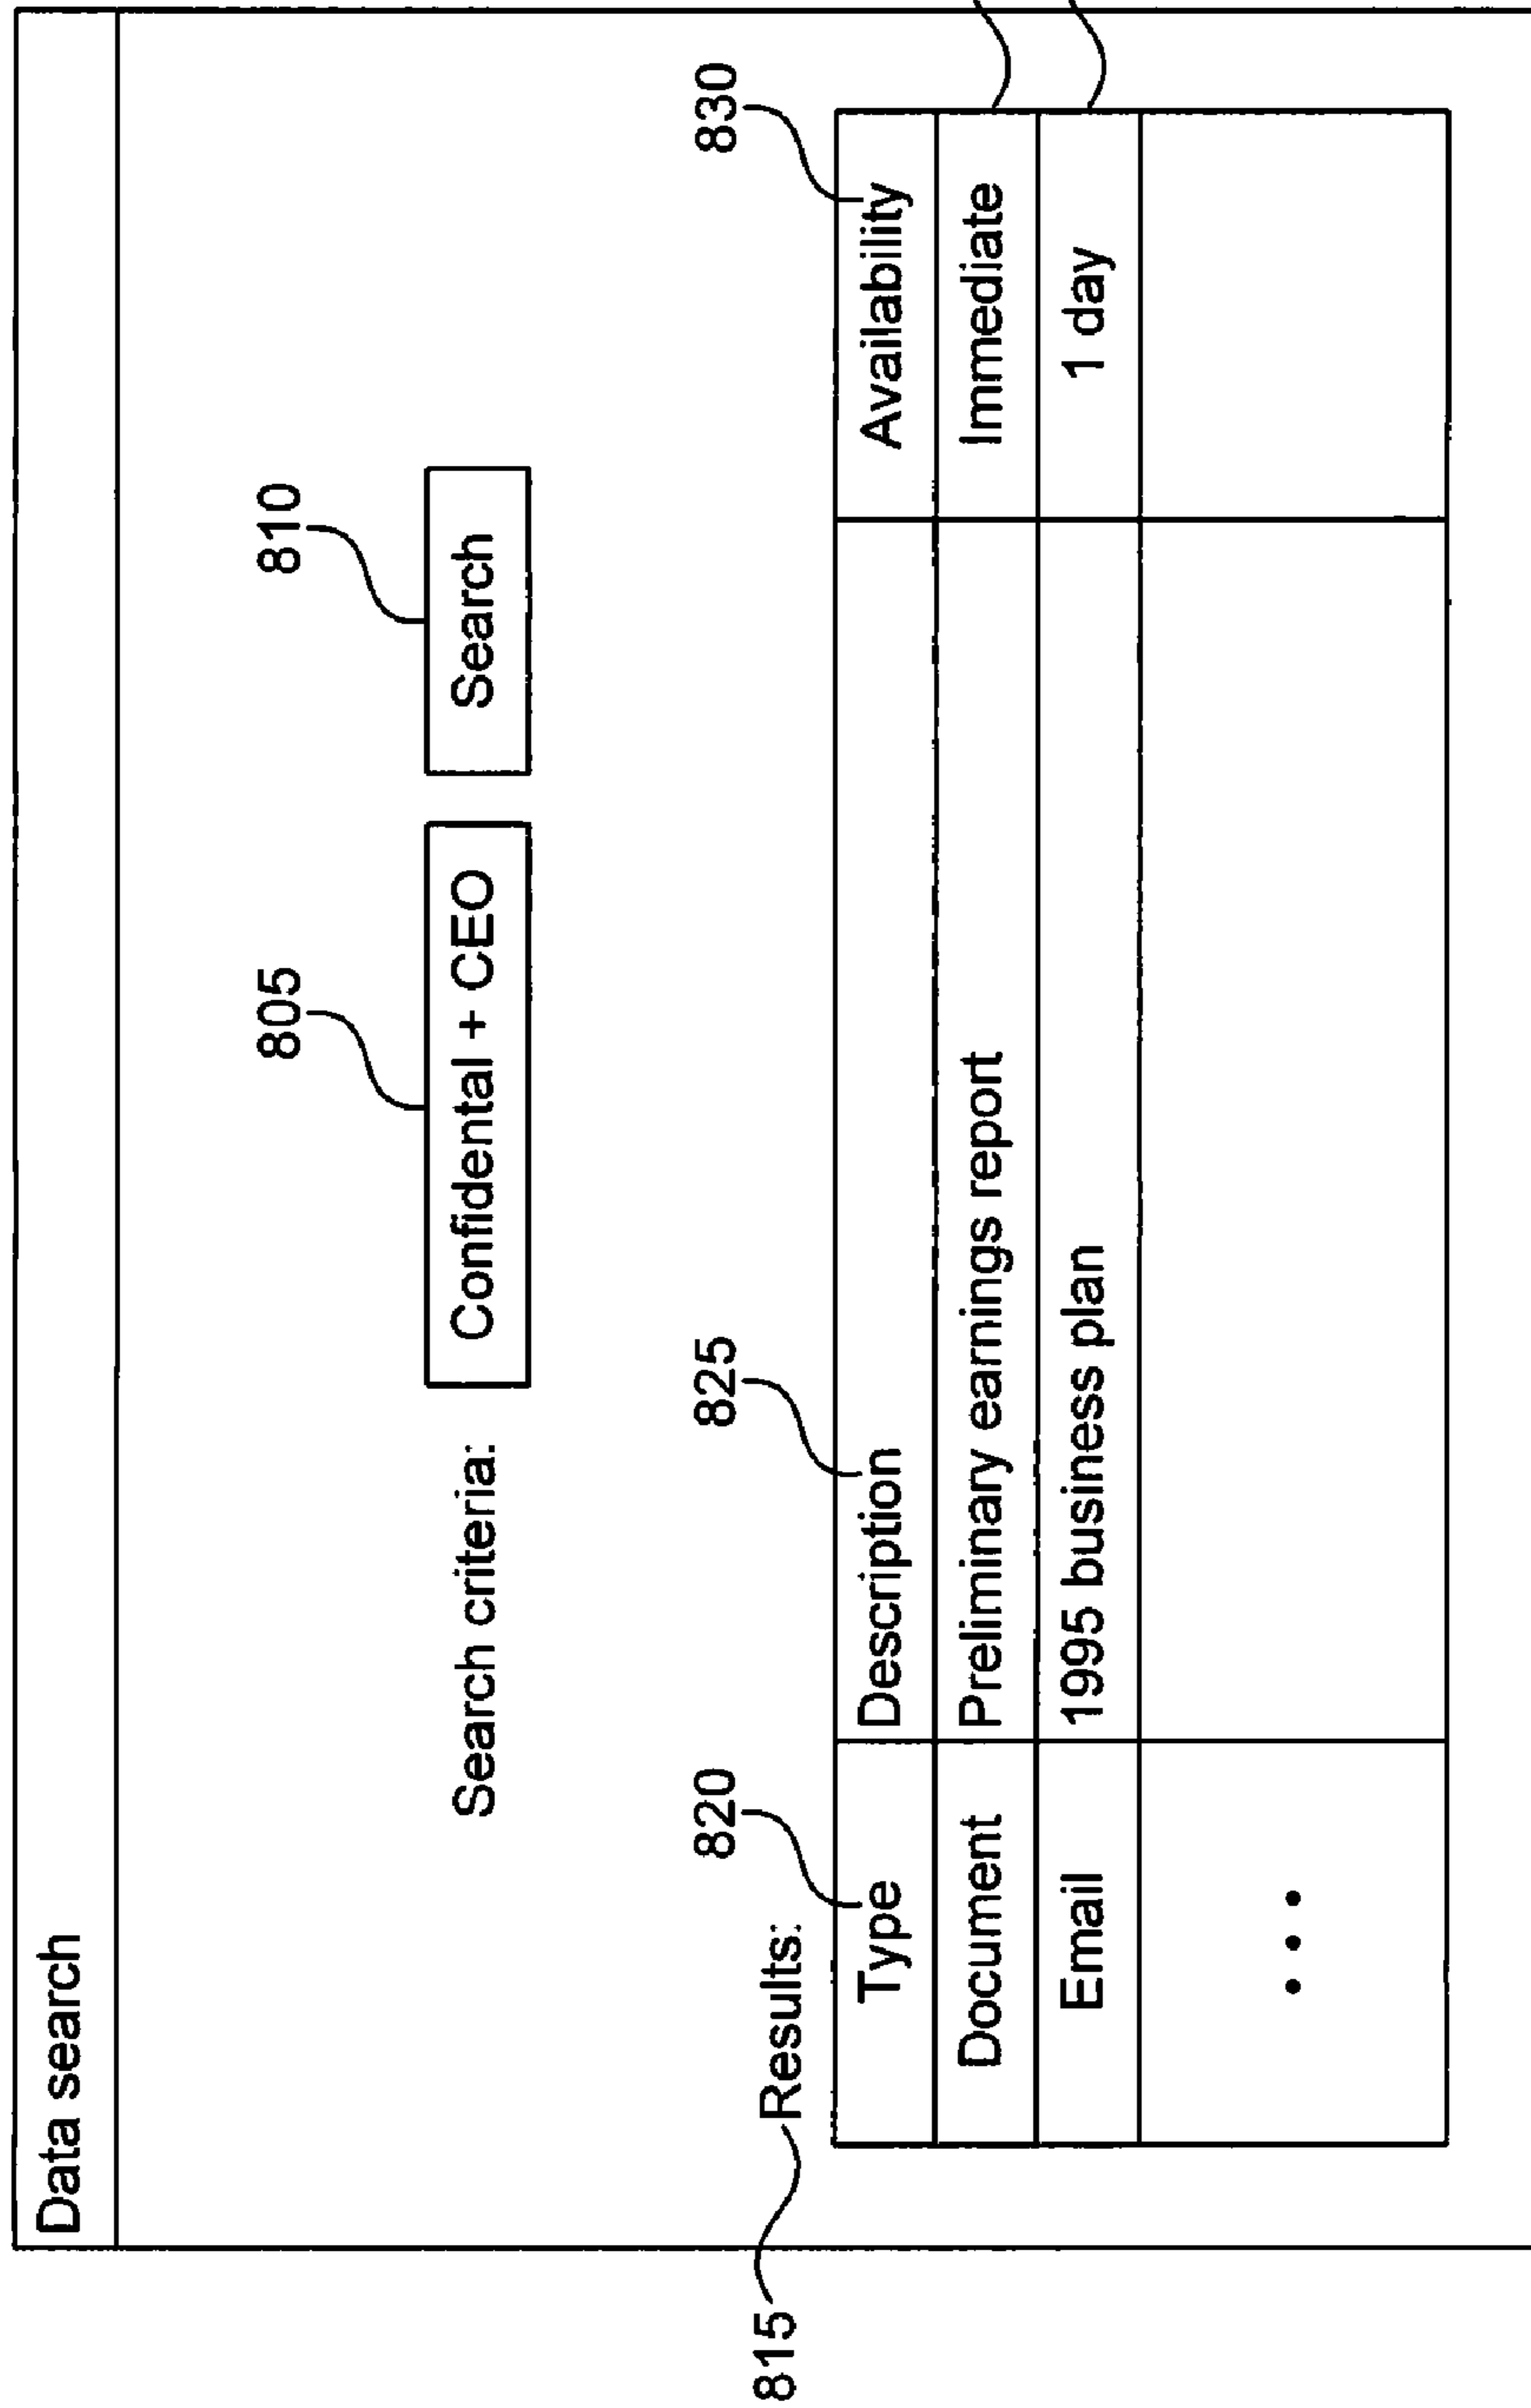 Data search
805
810
Search criteria:
Confidental + CEO
Search
815
Results:
820
825
830
Type
Description
Availability
Document
Preliminary earnings report
Immediate
Email
1995 business plan
1 day
• • •